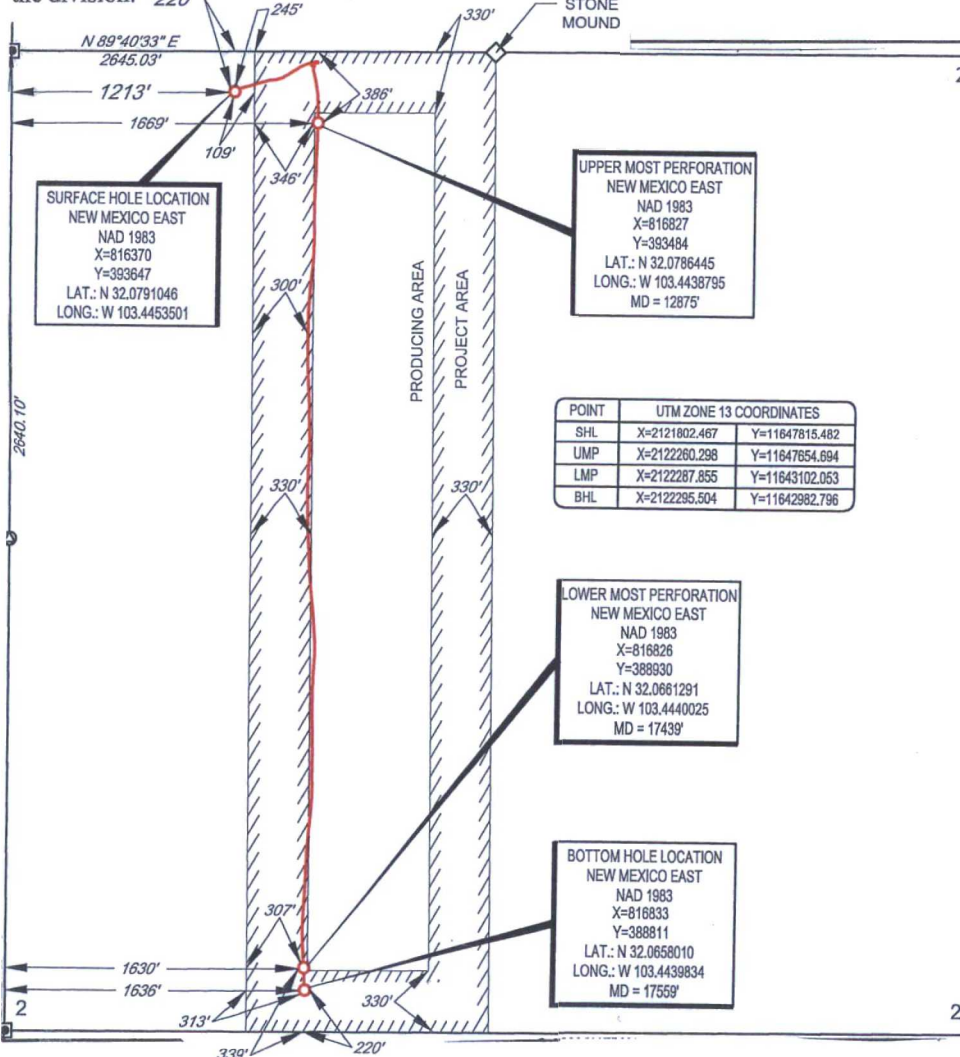 the division. 220'
245'
330'
STONE
MOUND
N 89°40'33" E
2645.03'
1213'
1669'
386'
109'
346'
SURFACE HOLE LOCATION
NEW MEXICO EAST
NAD 1983
X=816370
Y=393647
LAT.: N 32.0791046
LONG.: W 103.4453501
UPPER MOST PERFORATION
NEW MEXICO EAST
NAD 1983
X=816827
Y=393484
LAT.: N 32.0786445
LONG.: W 103.4438795
MD = 12875'
300'
PRODUCING AREA
PROJECT AREA
2640.10'
POINT UTM ZONE 13 COORDINATES
SHL X=2121802.467 Y=11647815.482
UMP X=2122260.298 Y=11647654.694
LMP X=2122287.855 Y=11643102.053
BHL X=2122295.504 Y=11642982.796
330'
330'
LOWER MOST PERFORATION
NEW MEXICO EAST
NAD 1983
X=816826
Y=388930
LAT.: N 32.0661291
LONG.: W 103.4440025
MD = 17439'
BOTTOM HOLE LOCATION
NEW MEXICO EAST
NAD 1983
X=816833
Y=388811
LAT.: N 32.0658010
LONG.: W 103.4439834
MD = 17559'
307'
1630'
1636'
330'
2
2
313'
339'
220'